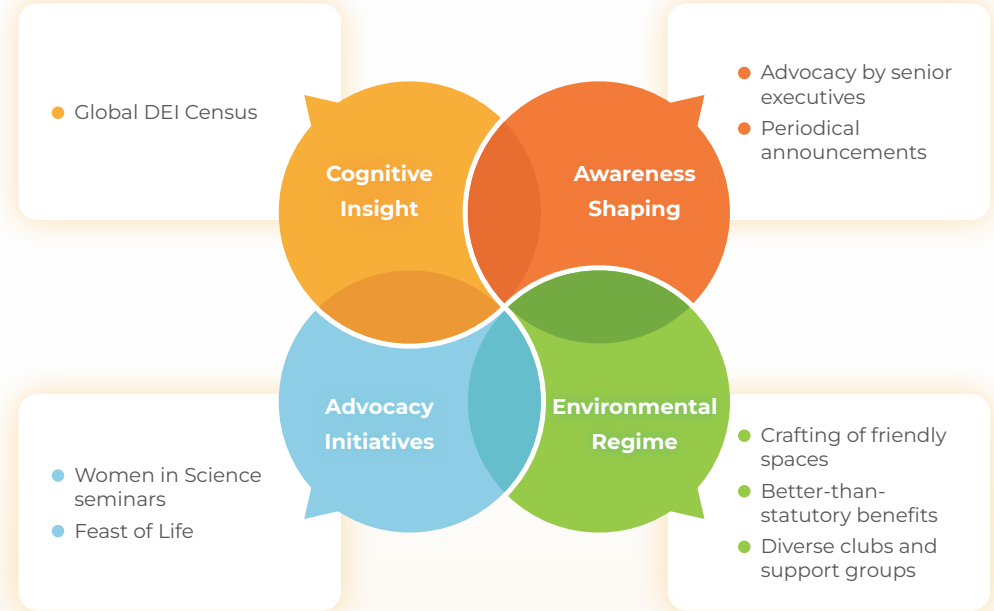 Global DEI Census
Cognitive
Insight
Awareness
Shaping
Advocacy by senior
executives
Periodical
announcements
Advocacy
Initiatives
Women in Science
seminars
Feast of Life
Environmental
Regime
Crafting of friendly
spaces
Better-than-
statutory benefits
Diverse clubs and
support groups